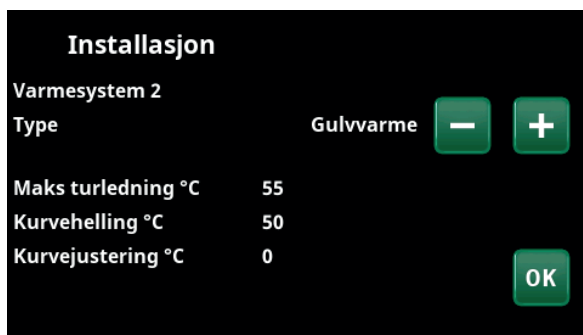 Installasjon
Varmesystem 2
Type Gulvvarme − +
Maks turledning °C 55
Kurvehelling °C 50
Kurvejustering °C 0
OK